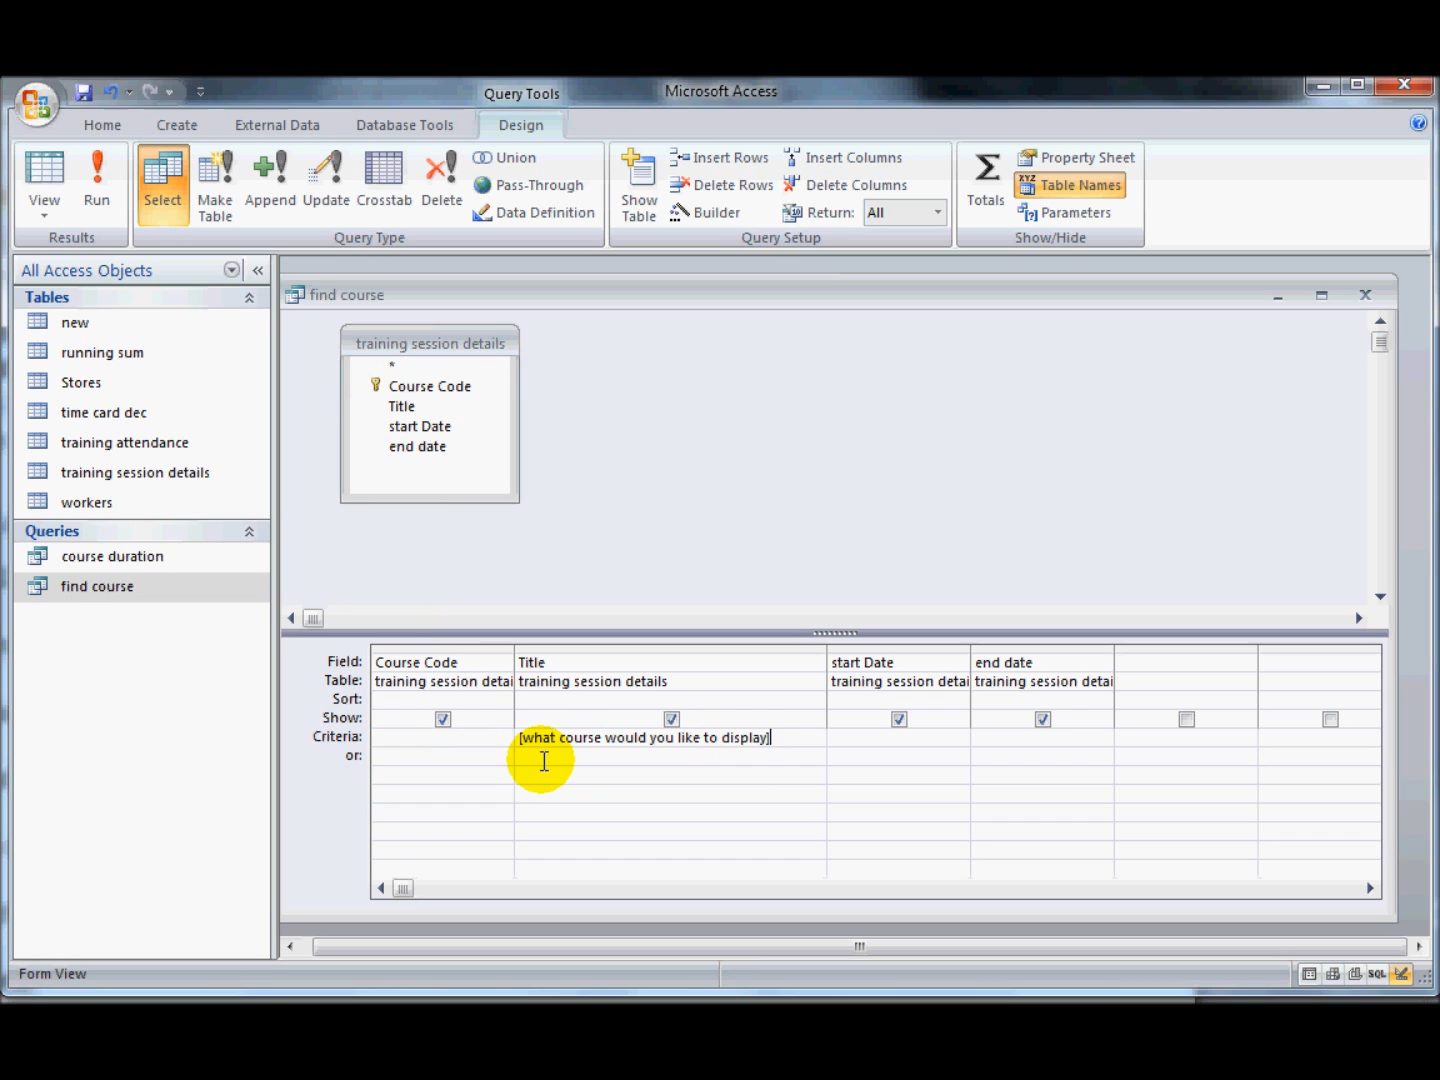 Query Tools
Microsoft Access
Home
Create
External Data
Database Tools
Design
View
Run
Select
Make Table
Append
Update
Crosstab
Delete
Union
Pass-Through
Data Definition
Show Table
Insert Rows
Delete Rows
Builder
Insert Columns
Delete Columns
Return: All
Totals
Property Sheet
Table Names
Parameters
Results
Query Type
Query Setup
Show/Hide
All Access Objects
Tables
new
running sum
Stores
time card dec
training attendance
training session details
workers
Queries
course duration
find course
find course
training session details
*
Course Code
Title
start Date
end date
Field: Course Code Title start Date end date
Table: training session detai training session details training session detai training session detai
Sort:
Show:
Criteria: [what course would you like to display]
or:
Form View
SQL